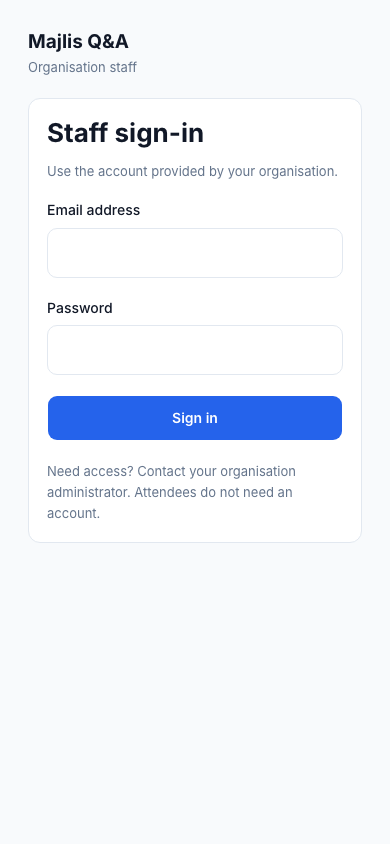 Majlis Q&A
Organisation staff
Staff sign-in
Use the account provided by your organisation.
Email address
Password
Sign in
Need access? Contact your organisation
administrator. Attendees do not need an
account.